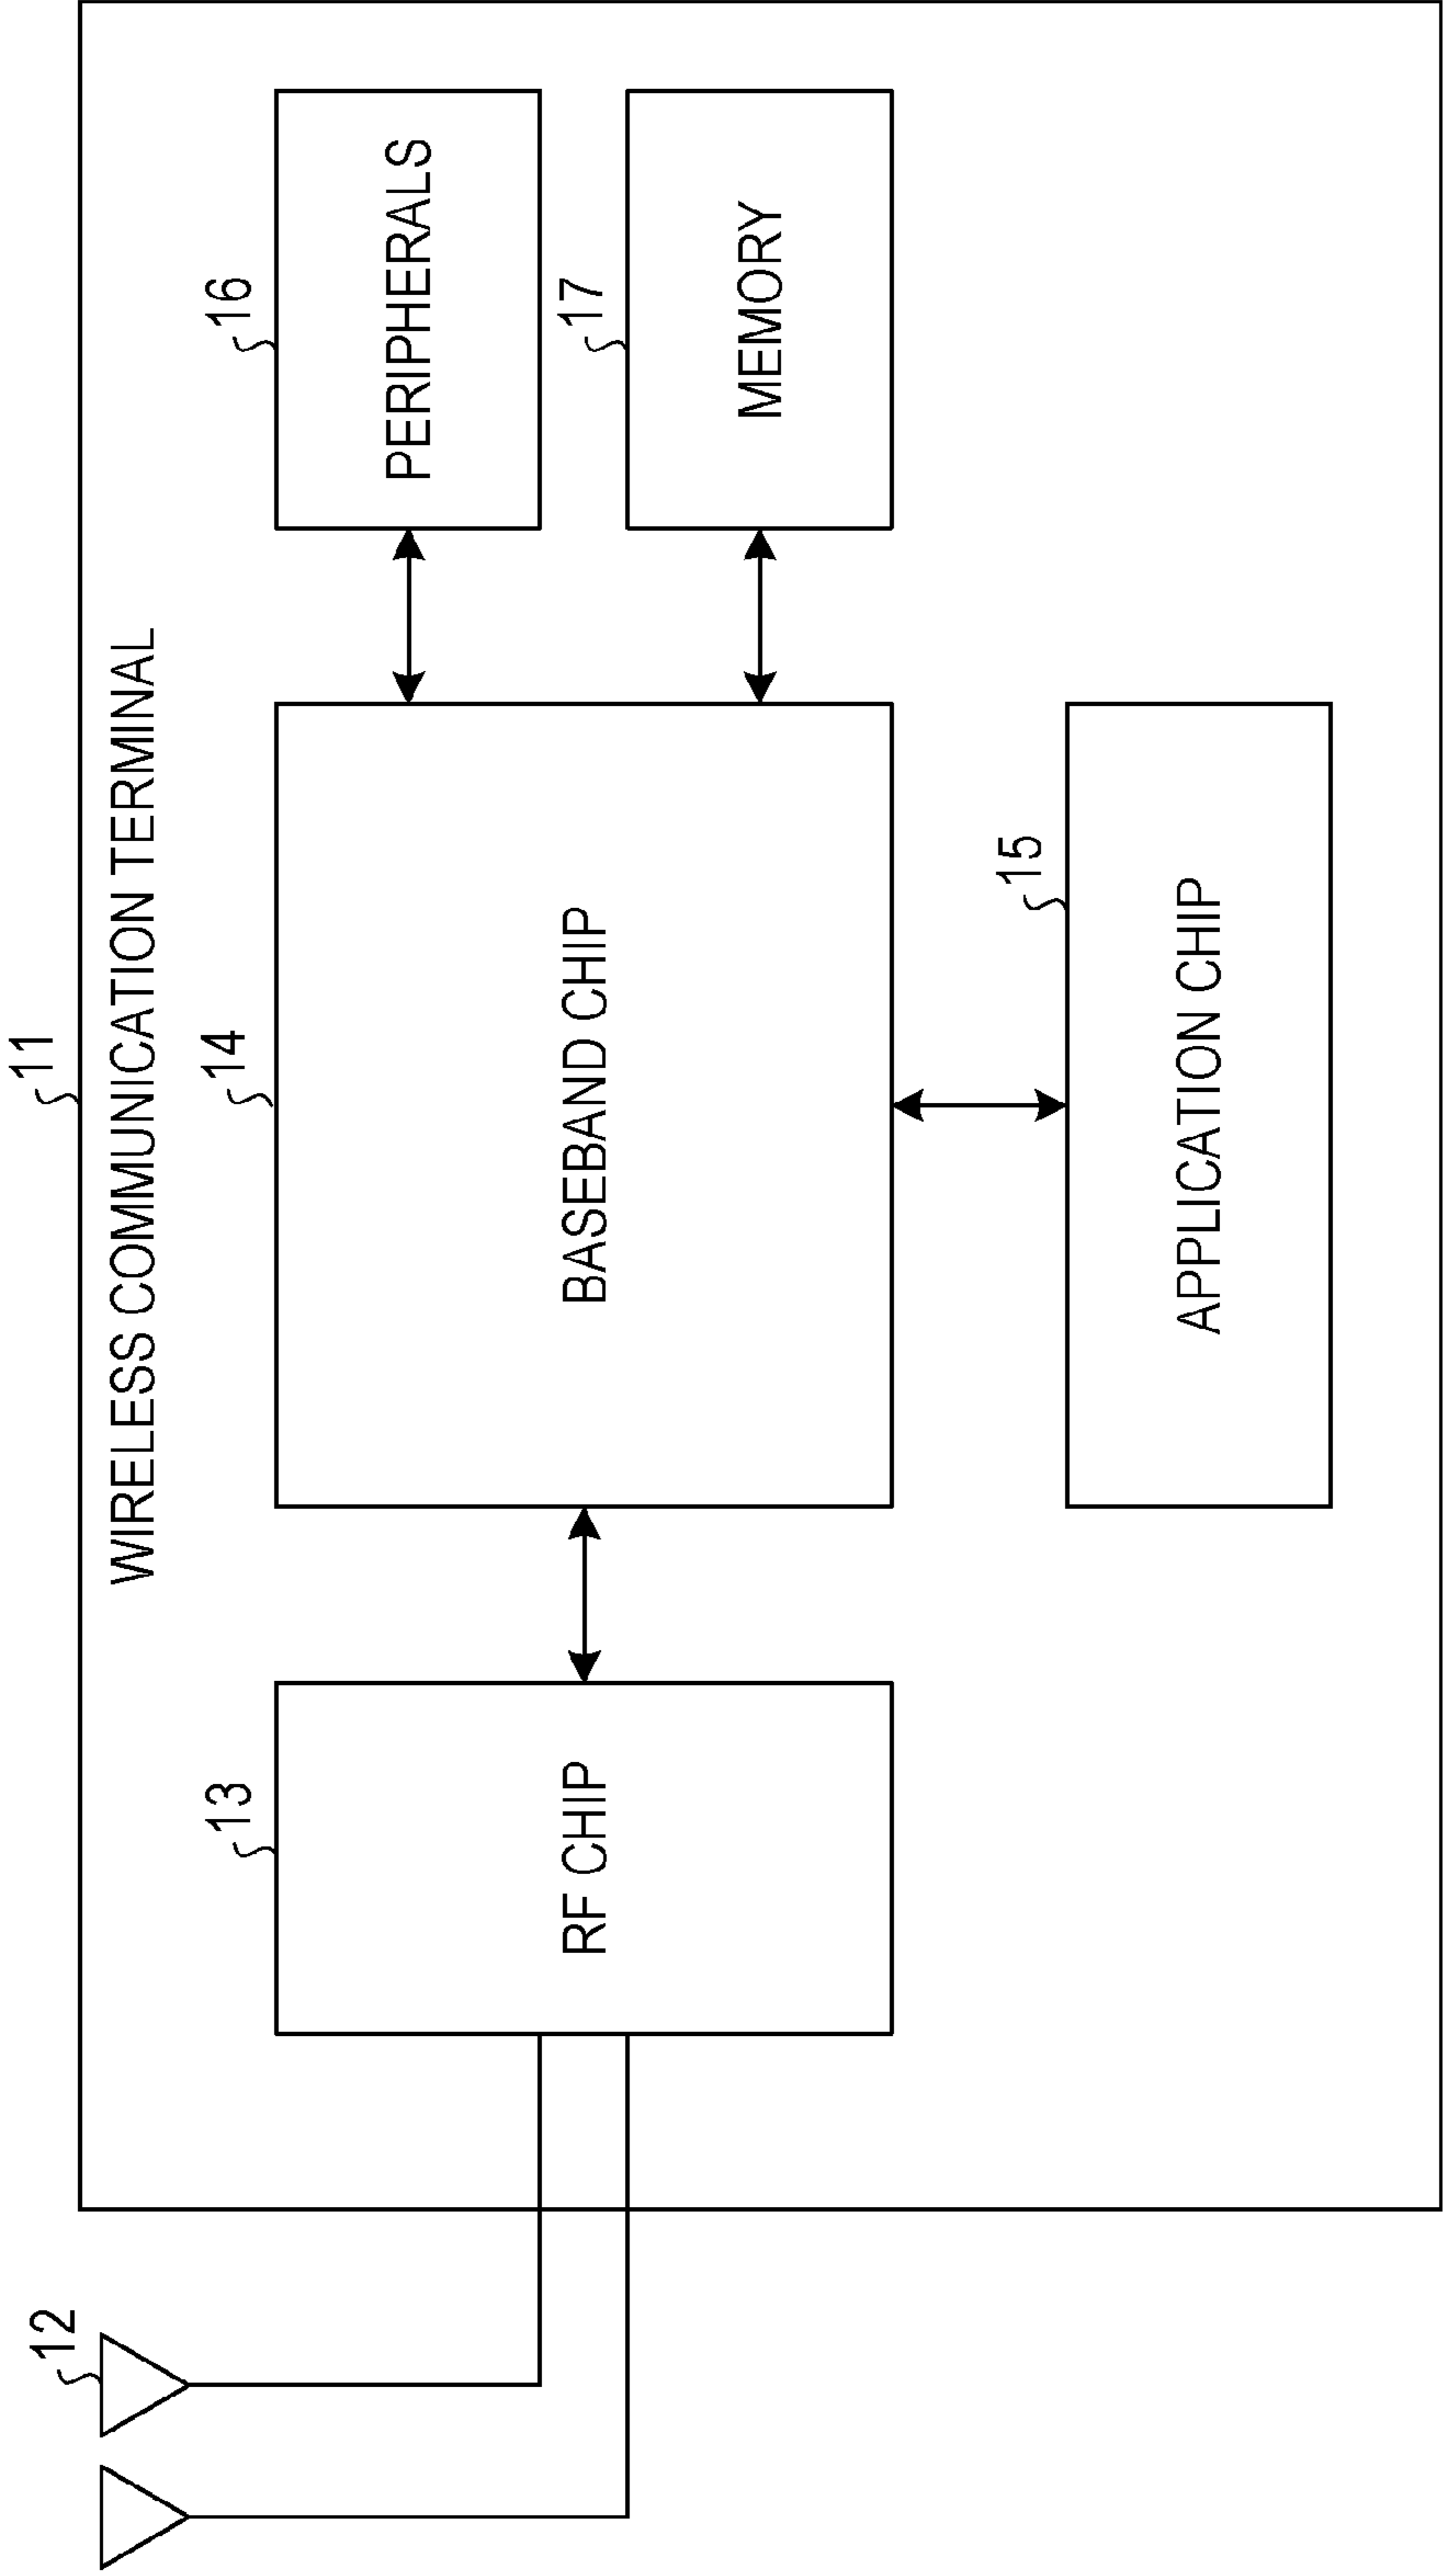 11
WIRELESS COMMUNICATION TERMINAL
12
13
RF CHIP
14
BASEBAND CHIP
16
PERIPHERALS
17
MEMORY
15
APPLICATION CHIP